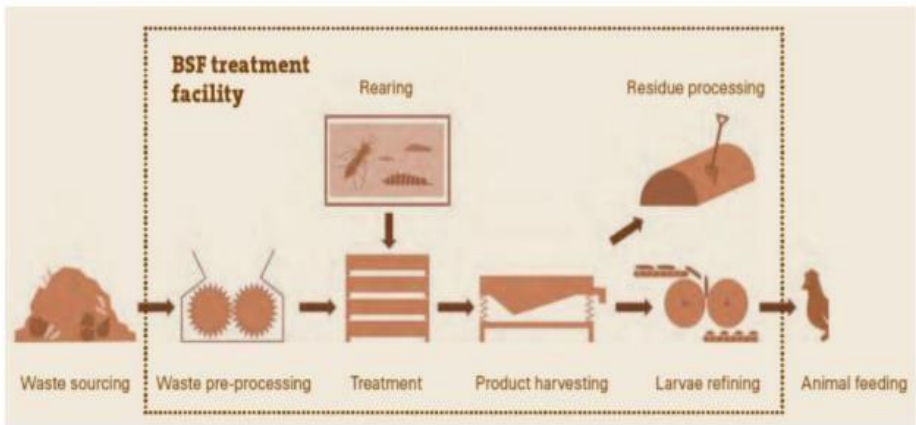 BSF treatment
facility
Rearing
Residue processing
Waste sourcing
Waste pre-processing
Treatment
Product harvesting
Larvae refining
Animal feeding